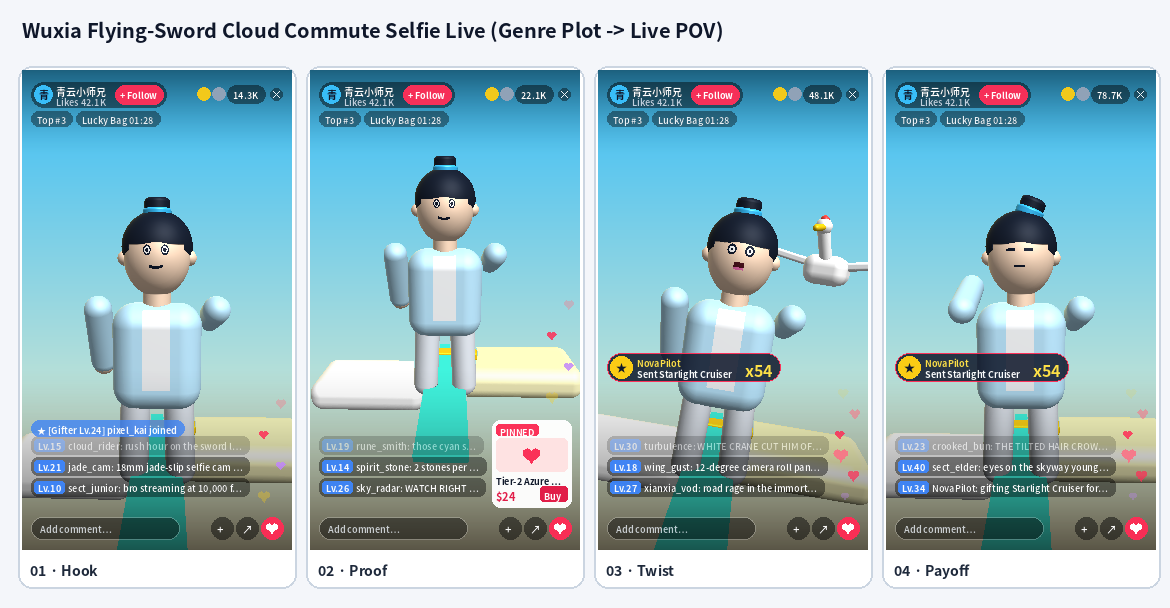 Wuxia Flying-Sword Cloud Commute Selfie Live (Genre Plot -> Live POV)
青 青云小师兄 Likes 42.1K + Follow 14.3K
Top #3 Lucky Bag 01:28
★ [Gifter Lv.24] pixel_kai joined
Lv.15 cloud_rider: rush hour on the sword l…
Lv.21 jade_cam: 18mm jade-slip selfie cam …
Lv.10 sect_junior: bro streaming at 10,000 f…
Add comment…
01 · Hook
青 青云小师兄 Likes 42.1K + Follow 22.1K
Top #3 Lucky Bag 01:28
Lv.19 rune_smith: those cyan s…
Lv.14 spirit_stone: 2 stones per …
Lv.26 sky_radar: WATCH RIGHT …
PINNED
Tier-2 Azure …
$24 Buy
Add comment…
02 · Proof
青 青云小师兄 Likes 42.1K + Follow 48.1K
Top #3 Lucky Bag 01:28
NovaPilot
Sent Starlight Cruiser x54
Lv.30 turbulence: WHITE CRANE CUT HIM OF…
Lv.18 wing_gust: 12-degree camera roll pan…
Lv.27 xianxia_vod: road rage in the immort…
Add comment…
03 · Twist
青 青云小师兄 Likes 42.1K + Follow 78.7K
Top #3 Lucky Bag 01:28
NovaPilot
Sent Starlight Cruiser x54
Lv.23 crooked_bun: THE TILTED HAIR CROW…
Lv.40 sect_elder: eyes on the skyway young…
Lv.34 NovaPilot: gifting Starlight Cruiser for…
Add comment…
04 · Payoff